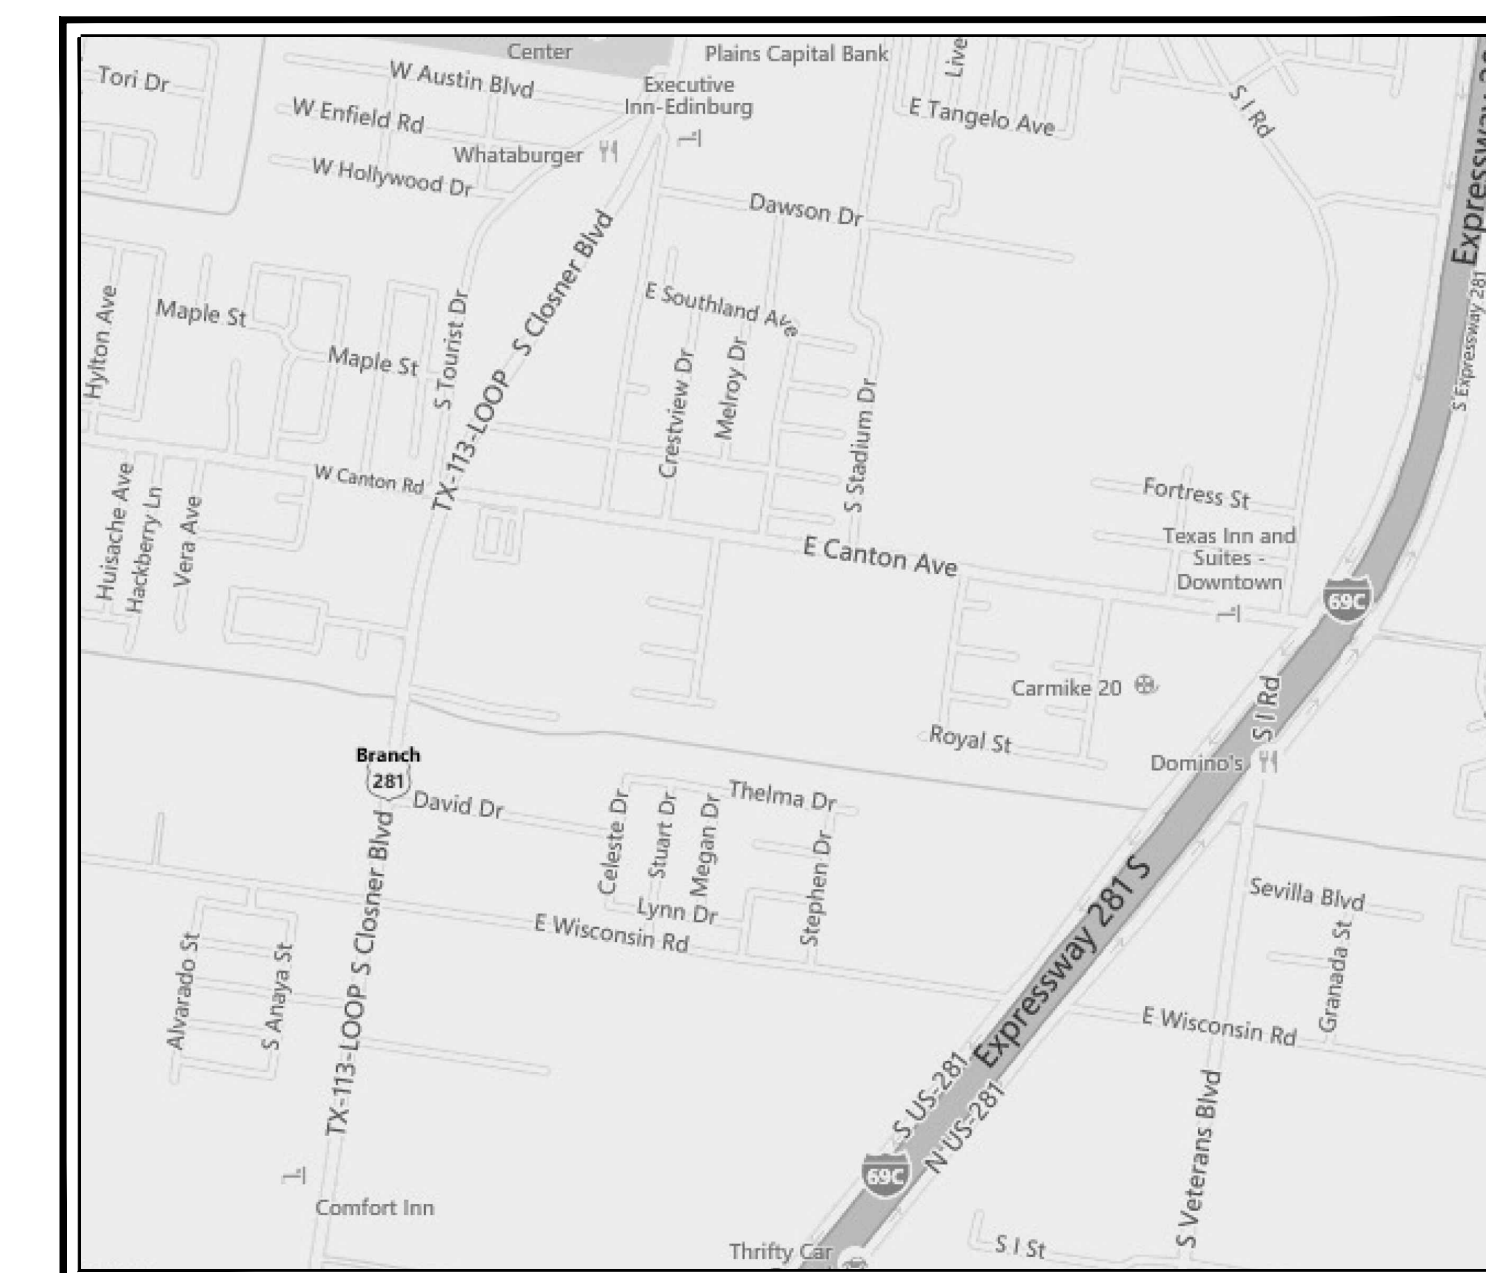 Center
Plains Capital Bank
Live
Tori Dr
W Austin Blvd
Executive
Inn-Edinburg
W Enfield Rd
E Tangelo Ave
S I Rd
Whataburger
W Hollywood Dr
Dawson Dr
Expressway
S Closner Blvd
Hylton Ave
Maple St
E Southland Ave
S Tourist Dr
Maple St
Crestview Dr
Melroy Dr
S Stadium Dr
S Expressway 281
TX-113-LOOP
W Canton Rd
Huisache Ave
Hackberry Ln
Vera Ave
Fortress St
Texas Inn and
Suites -
Downtown
E Canton Ave
69C
Carmike 20
S I Rd
Royal St
Domino's
Branch
281
David Dr
Celeste Dr
Stuart Dr
Megan Dr
Thelma Dr
Stephen Dr
Lynn Dr
E Wisconsin Rd
Expressway 281 S
Sevilla Blvd
Granada St
Alvarado St
S Anaya St
S Closner Blvd
TX-113-LOOP
E Wisconsin Rd
S US-281
N US-281
69C
S Veterans Blvd
Comfort Inn
Thrifty Car
S I St